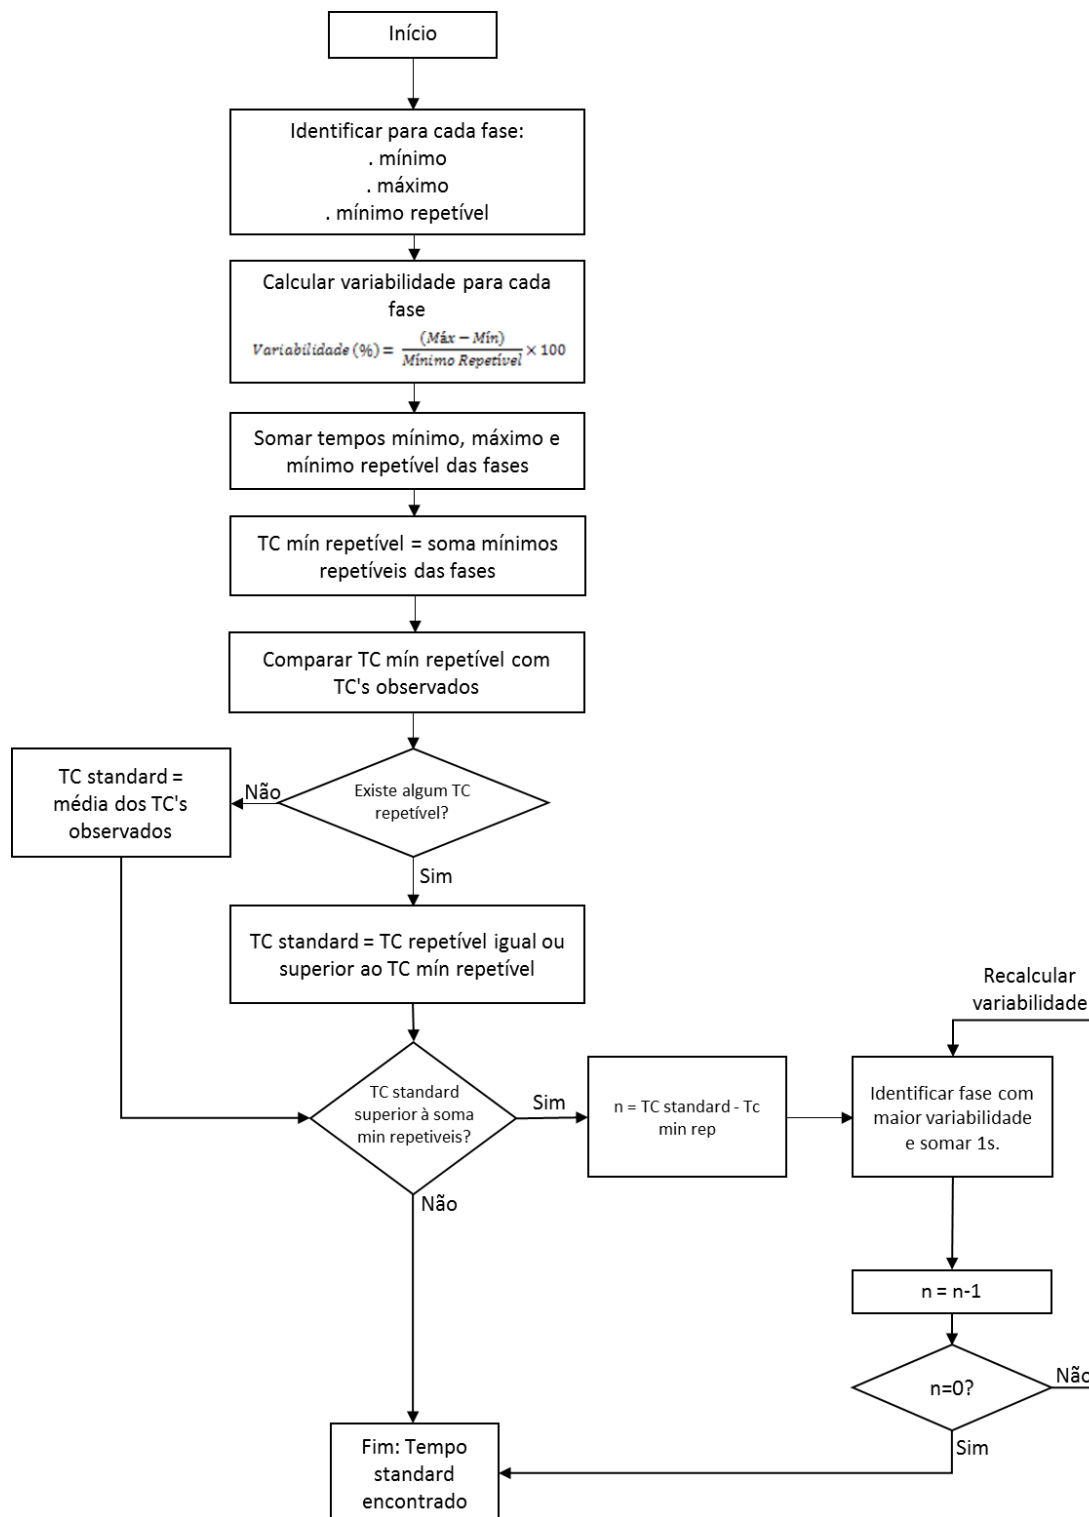 Início
Identificar para cada fase:
. mínimo
. máximo
. mínimo repetível
Calcular variabilidade para cada
fase
Variabilidade (%) = (Máx − Mín) / Mínimo Repetível × 100
Somar tempos mínimo, máximo e
mínimo repetível das fases
TC mín repetível = soma mínimos
repetíveis das fases
Comparar TC mín repetível com
TC's observados
Existe algum TC
repetível?
Não
TC standard =
média dos TC's
observados
Sim
TC standard = TC repetível igual ou
superior ao TC mín repetível
TC standard
superior à soma
min repetiveis?
Sim
n = TC standard - Tc
min rep
Recalcular
variabilidade
Identificar fase com
maior variabilidade
e somar 1s.
n = n-1
n=0?
Não
Sim
Não
Fim: Tempo
standard
encontrado